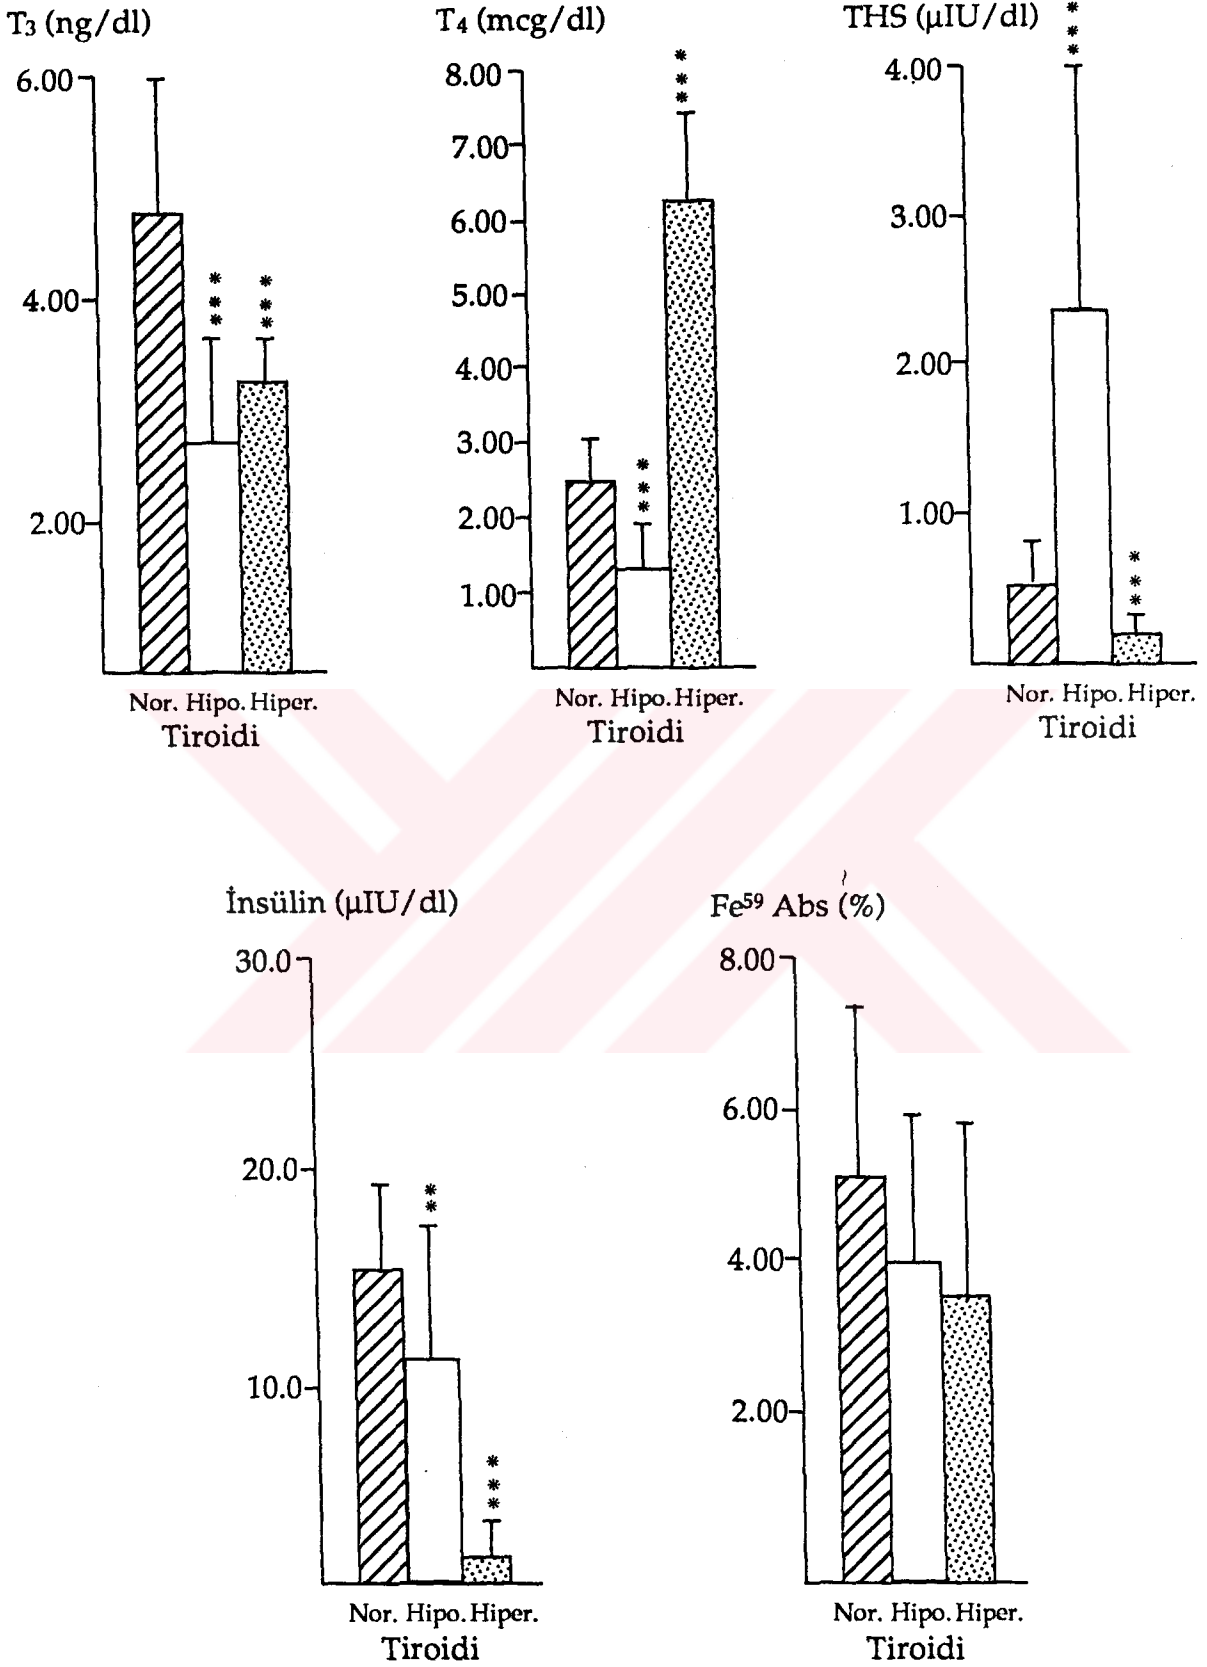 T₃ (ng/dl)
6.00
4.00
2.00
***
***
Nor. Hipo. Hiper.
Tiroidi
T₄ (mcg/dl)
8.00
7.00
6.00
5.00
4.00
3.00
2.00
1.00
***
***
Nor. Hipo. Hiper.
Tiroidi
THS (μIU/dl)
4.00
3.00
2.00
1.00
***
***
Nor. Hipo. Hiper.
Tiroidi
İnsülin (μIU/dl)
30.0
20.0
10.0
**
***
Nor. Hipo. Hiper.
Tiroidi
Fe⁵⁹ Abs (%)
8.00
6.00
4.00
2.00
Nor. Hipo. Hiper.
Tiroidi